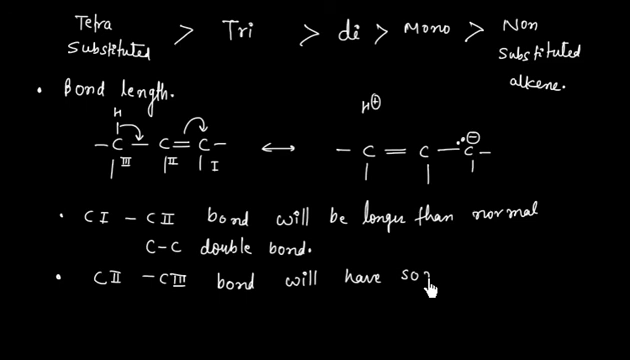 Tetra Substituted > Tri > di > Mono > Non Substituted alkene.
• Bond length.
H H⊕
– C – C = C – ⟷ – C = C – C̈⊖ –
III II I
• CI – CII bond will be longer than normal
C–C double bond.
• CII – CIII bond will have so